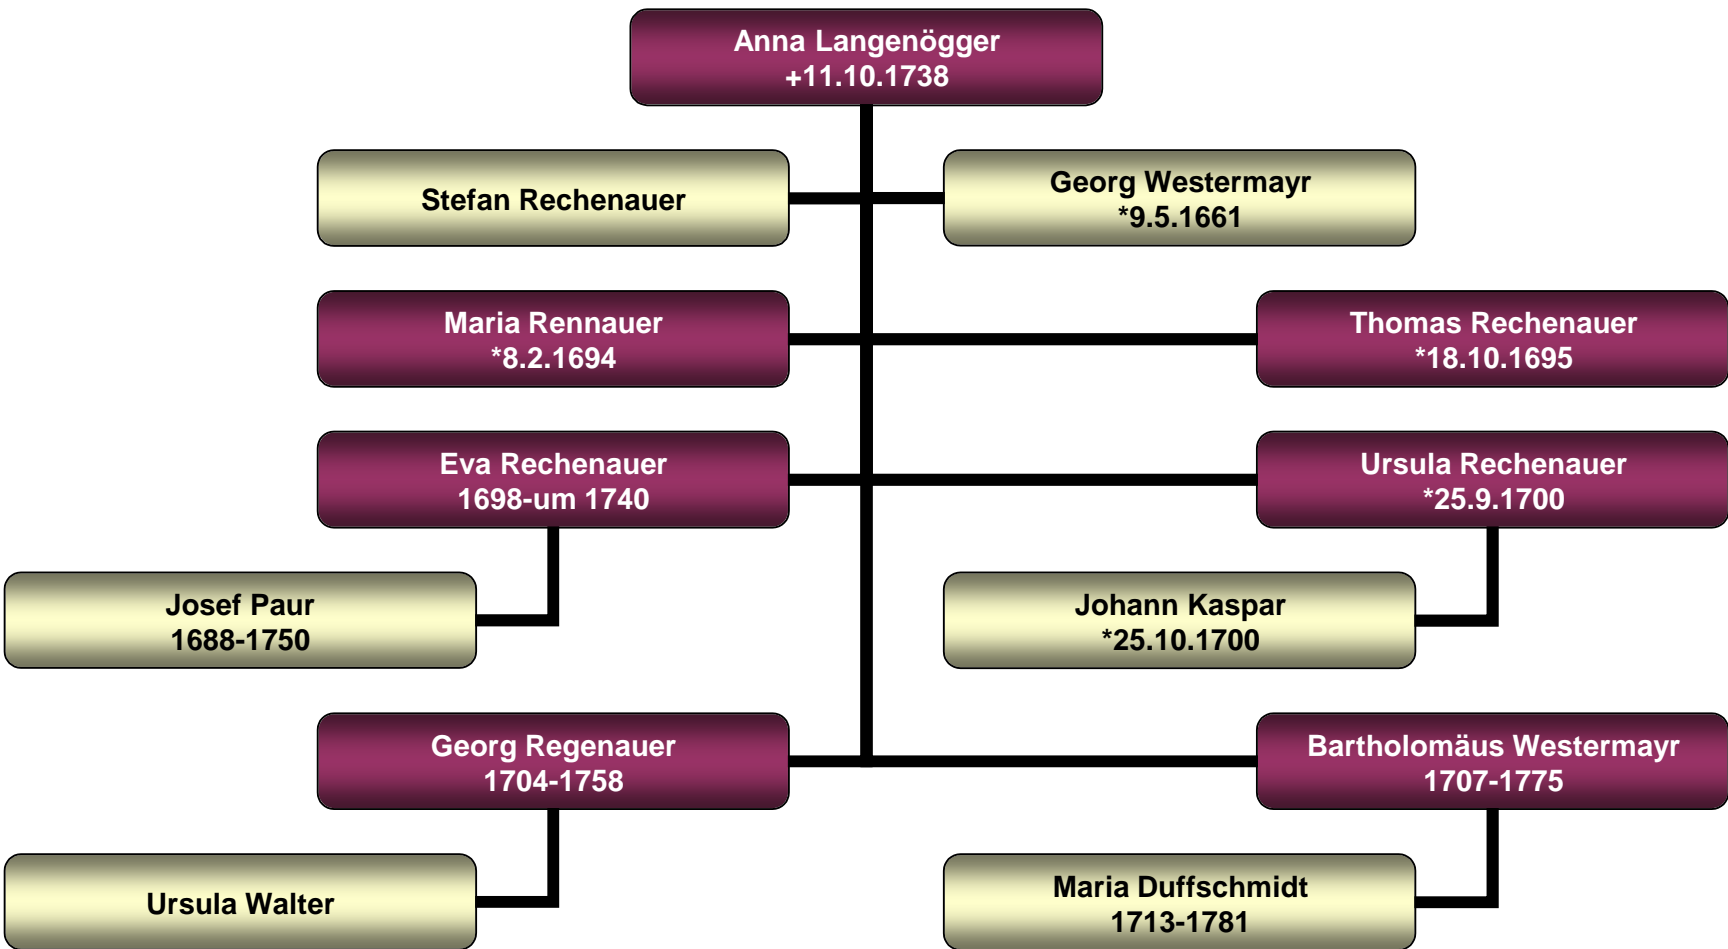 Anna Langenögger
+11.10.1738
Stefan Rechenauer
Georg Westermayr
*9.5.1661
Maria Rennauer
*8.2.1694
Thomas Rechenauer
*18.10.1695
Eva Rechenauer
1698-um 1740
Ursula Rechenauer
*25.9.1700
Josef Paur
1688-1750
Johann Kaspar
*25.10.1700
Georg Regenauer
1704-1758
Bartholomäus Westermayr
1707-1775
Ursula Walter
Maria Duffschmidt
1713-1781